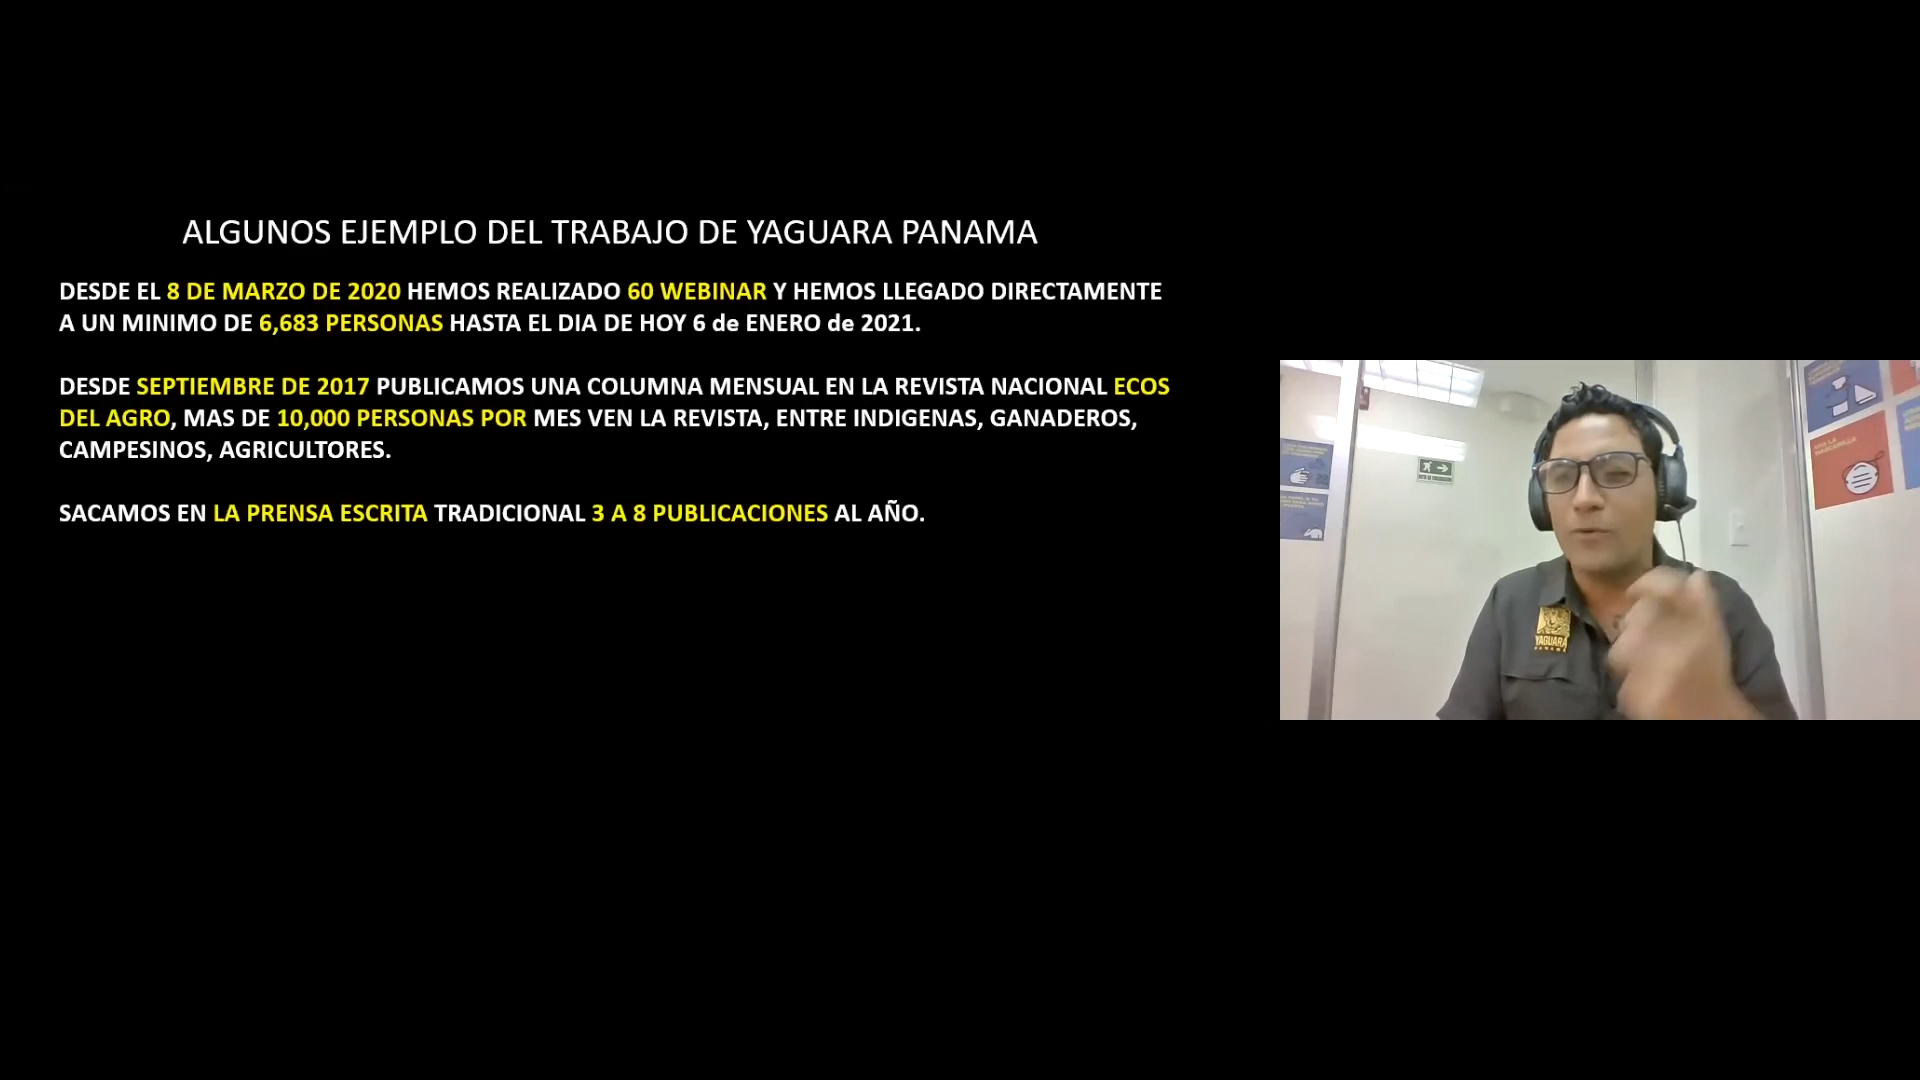 ALGUNOS EJEMPLO DEL TRABAJO DE YAGUARA PANAMA
DESDE EL 8 DE MARZO DE 2020 HEMOS REALIZADO 60 WEBINAR Y HEMOS LLEGADO DIRECTAMENTE
A UN MINIMO DE 6,683 PERSONAS HASTA EL DIA DE HOY 6 de ENERO de 2021.
DESDE SEPTIEMBRE DE 2017 PUBLICAMOS UNA COLUMNA MENSUAL EN LA REVISTA NACIONAL ECOS
DEL AGRO, MAS DE 10,000 PERSONAS POR MES VEN LA REVISTA, ENTRE INDIGENAS, GANADEROS,
CAMPESINOS, AGRICULTORES.
SACAMOS EN LA PRENSA ESCRITA TRADICIONAL 3 A 8 PUBLICACIONES AL AÑO.
YAGUARA
PANAMA